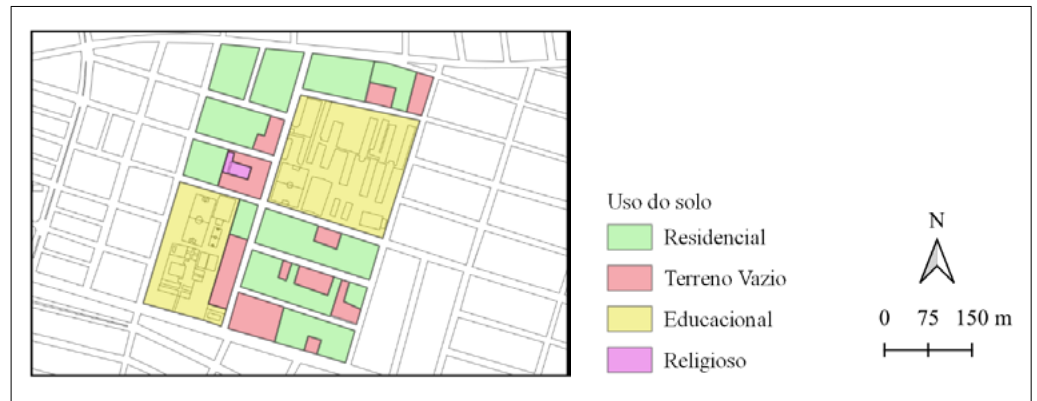 Uso do solo
Residencial
Terreno Vazio
Educacional
Religioso
N
0 75 150 m